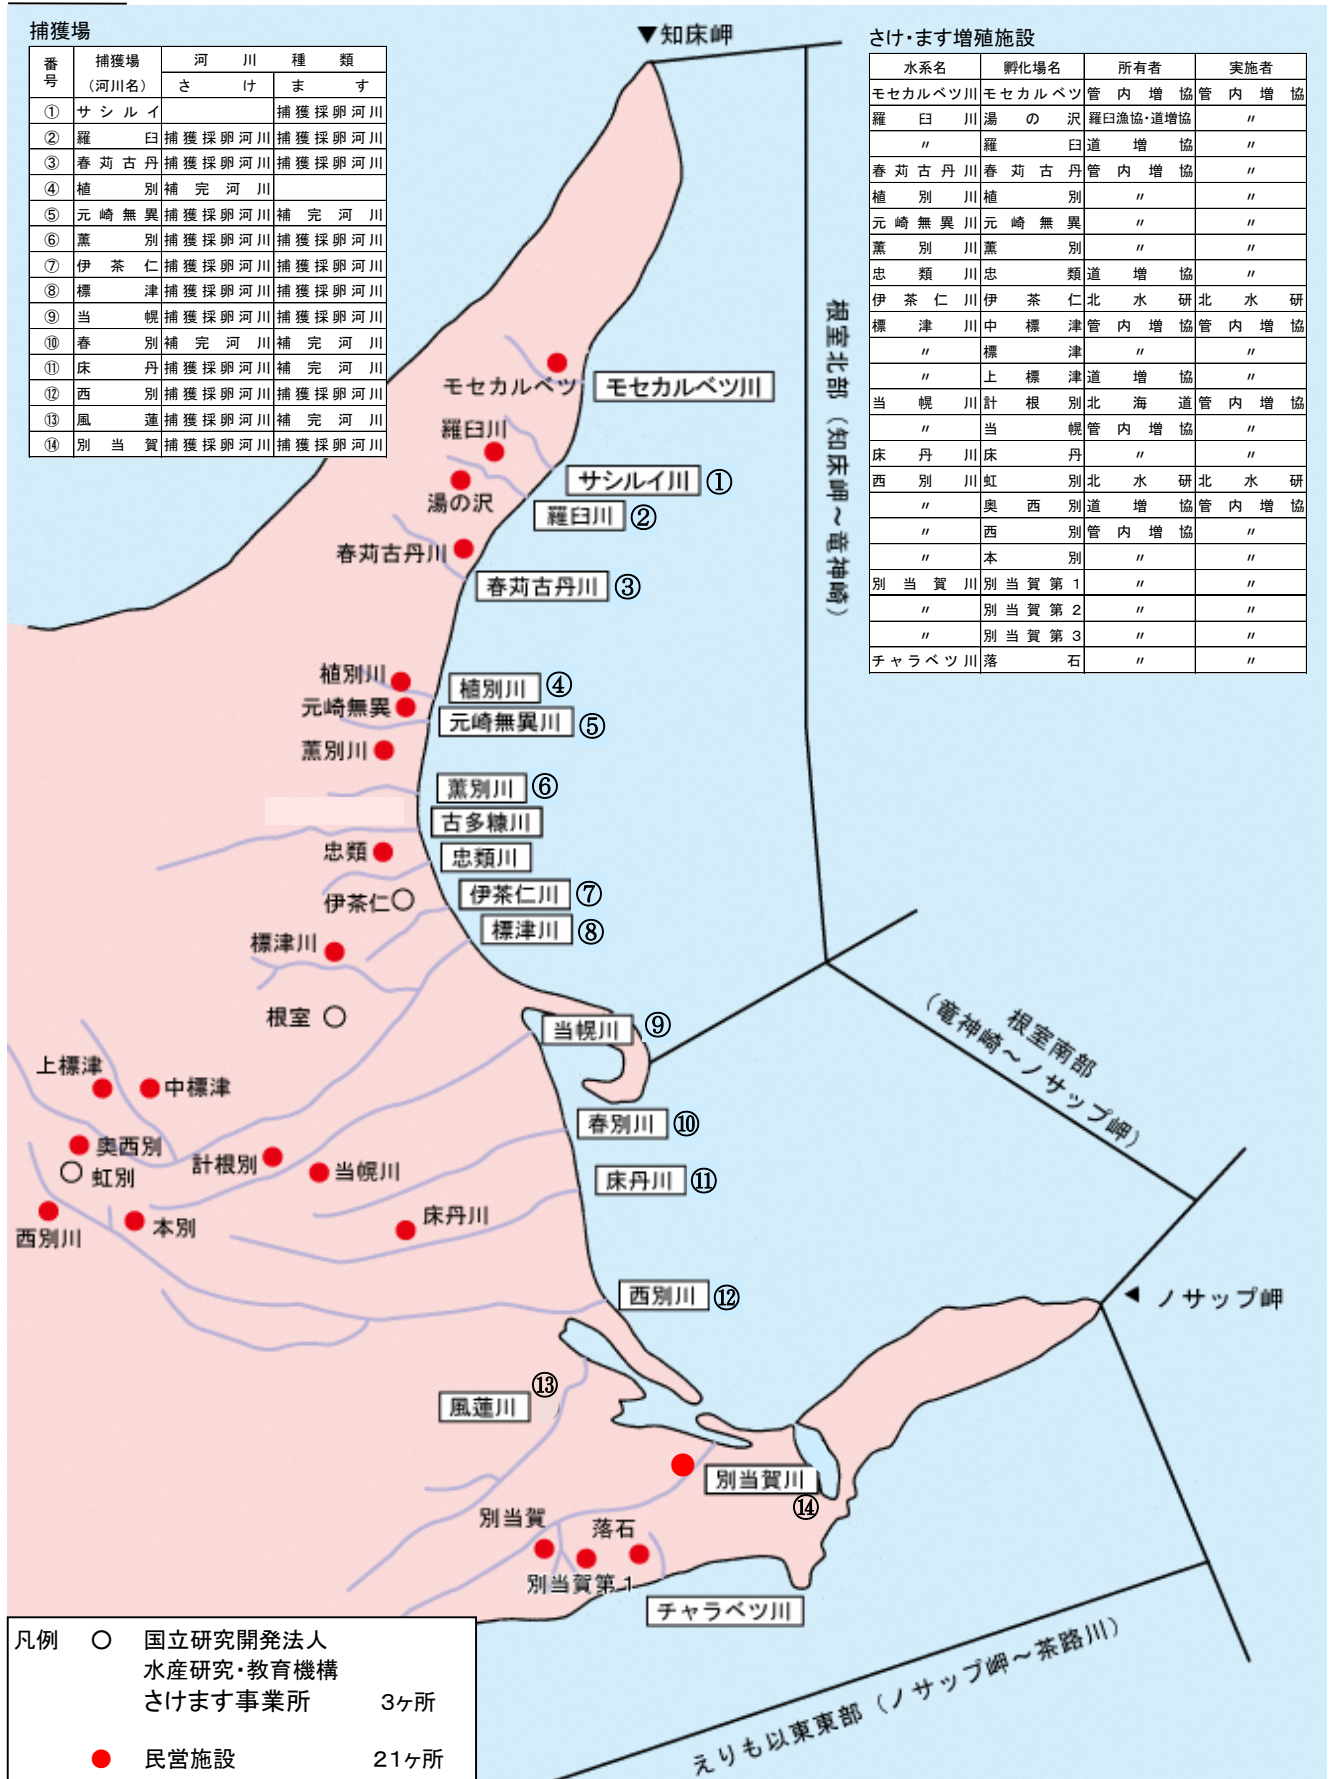 捕獲場
番号 捕獲場(河川名) 河川種類
さけ ます
① サシルイ 捕獲採卵河川
② 羅臼 捕獲採卵河川 捕獲採卵河川
③ 春苅古丹 捕獲採卵河川 捕獲採卵河川
④ 植別 補完河川
⑤ 元崎無異 捕獲採卵河川 補完河川
⑥ 薫別 捕獲採卵河川 捕獲採卵河川
⑦ 伊茶仁 捕獲採卵河川 捕獲採卵河川
⑧ 標津 捕獲採卵河川 捕獲採卵河川
⑨ 当幌 捕獲採卵河川 捕獲採卵河川
⑩ 春別 補完河川 補完河川
⑪ 床丹 捕獲採卵河川 補完河川
⑫ 西別 捕獲採卵河川 捕獲採卵河川
⑬ 風蓮 捕獲採卵河川 補完河川
⑭ 別当賀 捕獲採卵河川 捕獲採卵河川
さけ・ます増殖施設
水系名 孵化場名 所有者 実施者
モセカルベツ川 モセカルベツ 管内増協 管内増協
羅臼川 湯の沢 羅臼漁協・道増協 〃
〃 羅臼 道増協 〃
春苅古丹川 春苅古丹 管内増協 〃
植別川 植別 〃 〃
元崎無異川 元崎無異 〃 〃
薫別川 薫別 〃 〃
忠類川 忠類 道増協 〃
伊茶仁川 伊茶仁 北水研 北水研
標津川 中標津 管内増協 管内増協
〃 標津 〃 〃
〃 上標津 道増協 〃
当幌川 計根別 北海道 管内増協
〃 当幌 管内増協 〃
床丹川 床丹 〃 〃
西別川 虹別 北水研 北水研
〃 奥西別 道増協 管内増協
〃 西別 管内増協 〃
〃 本別 〃 〃
別当賀川 別当賀第1 〃 〃
〃 別当賀第2 〃 〃
〃 別当賀第3 〃 〃
チャラベツ川 落石 〃 〃
▼知床岬
根室北部(知床岬～竜神崎)
モセカルベツ
モセカルベツ川
羅臼川
サシルイ川 ①
湯の沢
羅臼川 ②
春苅古丹川
春苅古丹川 ③
植別川
植別川 ④
元崎無異
元崎無異川 ⑤
薫別川
薫別川 ⑥
古多糠川
忠類
忠類川
伊茶仁
伊茶仁川 ⑦
標津川
標津川 ⑧
根室
当幌川 ⑨
根室南部
(竜神崎～ノサップ岬)
上標津
中標津
春別川 ⑩
奥西別
計根別
当幌川
虹別
床丹川 ⑪
西別川
本別
床丹川
西別川 ⑫
◀ ノサップ岬
風蓮川 ⑬
別当賀川
⑭
別当賀
落石
別当賀第1
チャラベツ川
えりも以東東部(ノサップ岬～茶路川)
凡例 ○ 国立研究開発法人
水産研究・教育機構
さけます事業所 3ヶ所
● 民営施設 21ヶ所